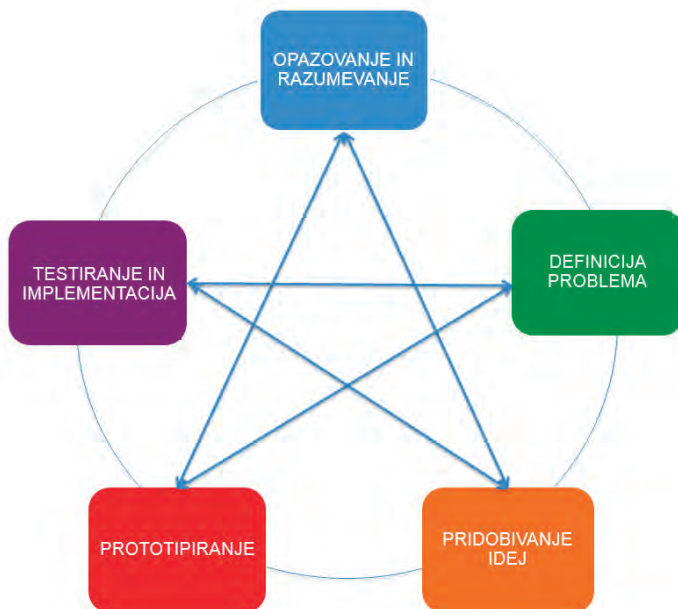 OPAZOVANJE IN
RAZUMEVANJE
DEFINICIJA
PROBLEMA
PRIDOBIVANJE
IDEJ
PROTOTIPIRANJE
TESTIRANJE IN
IMPLEMENTACIJA